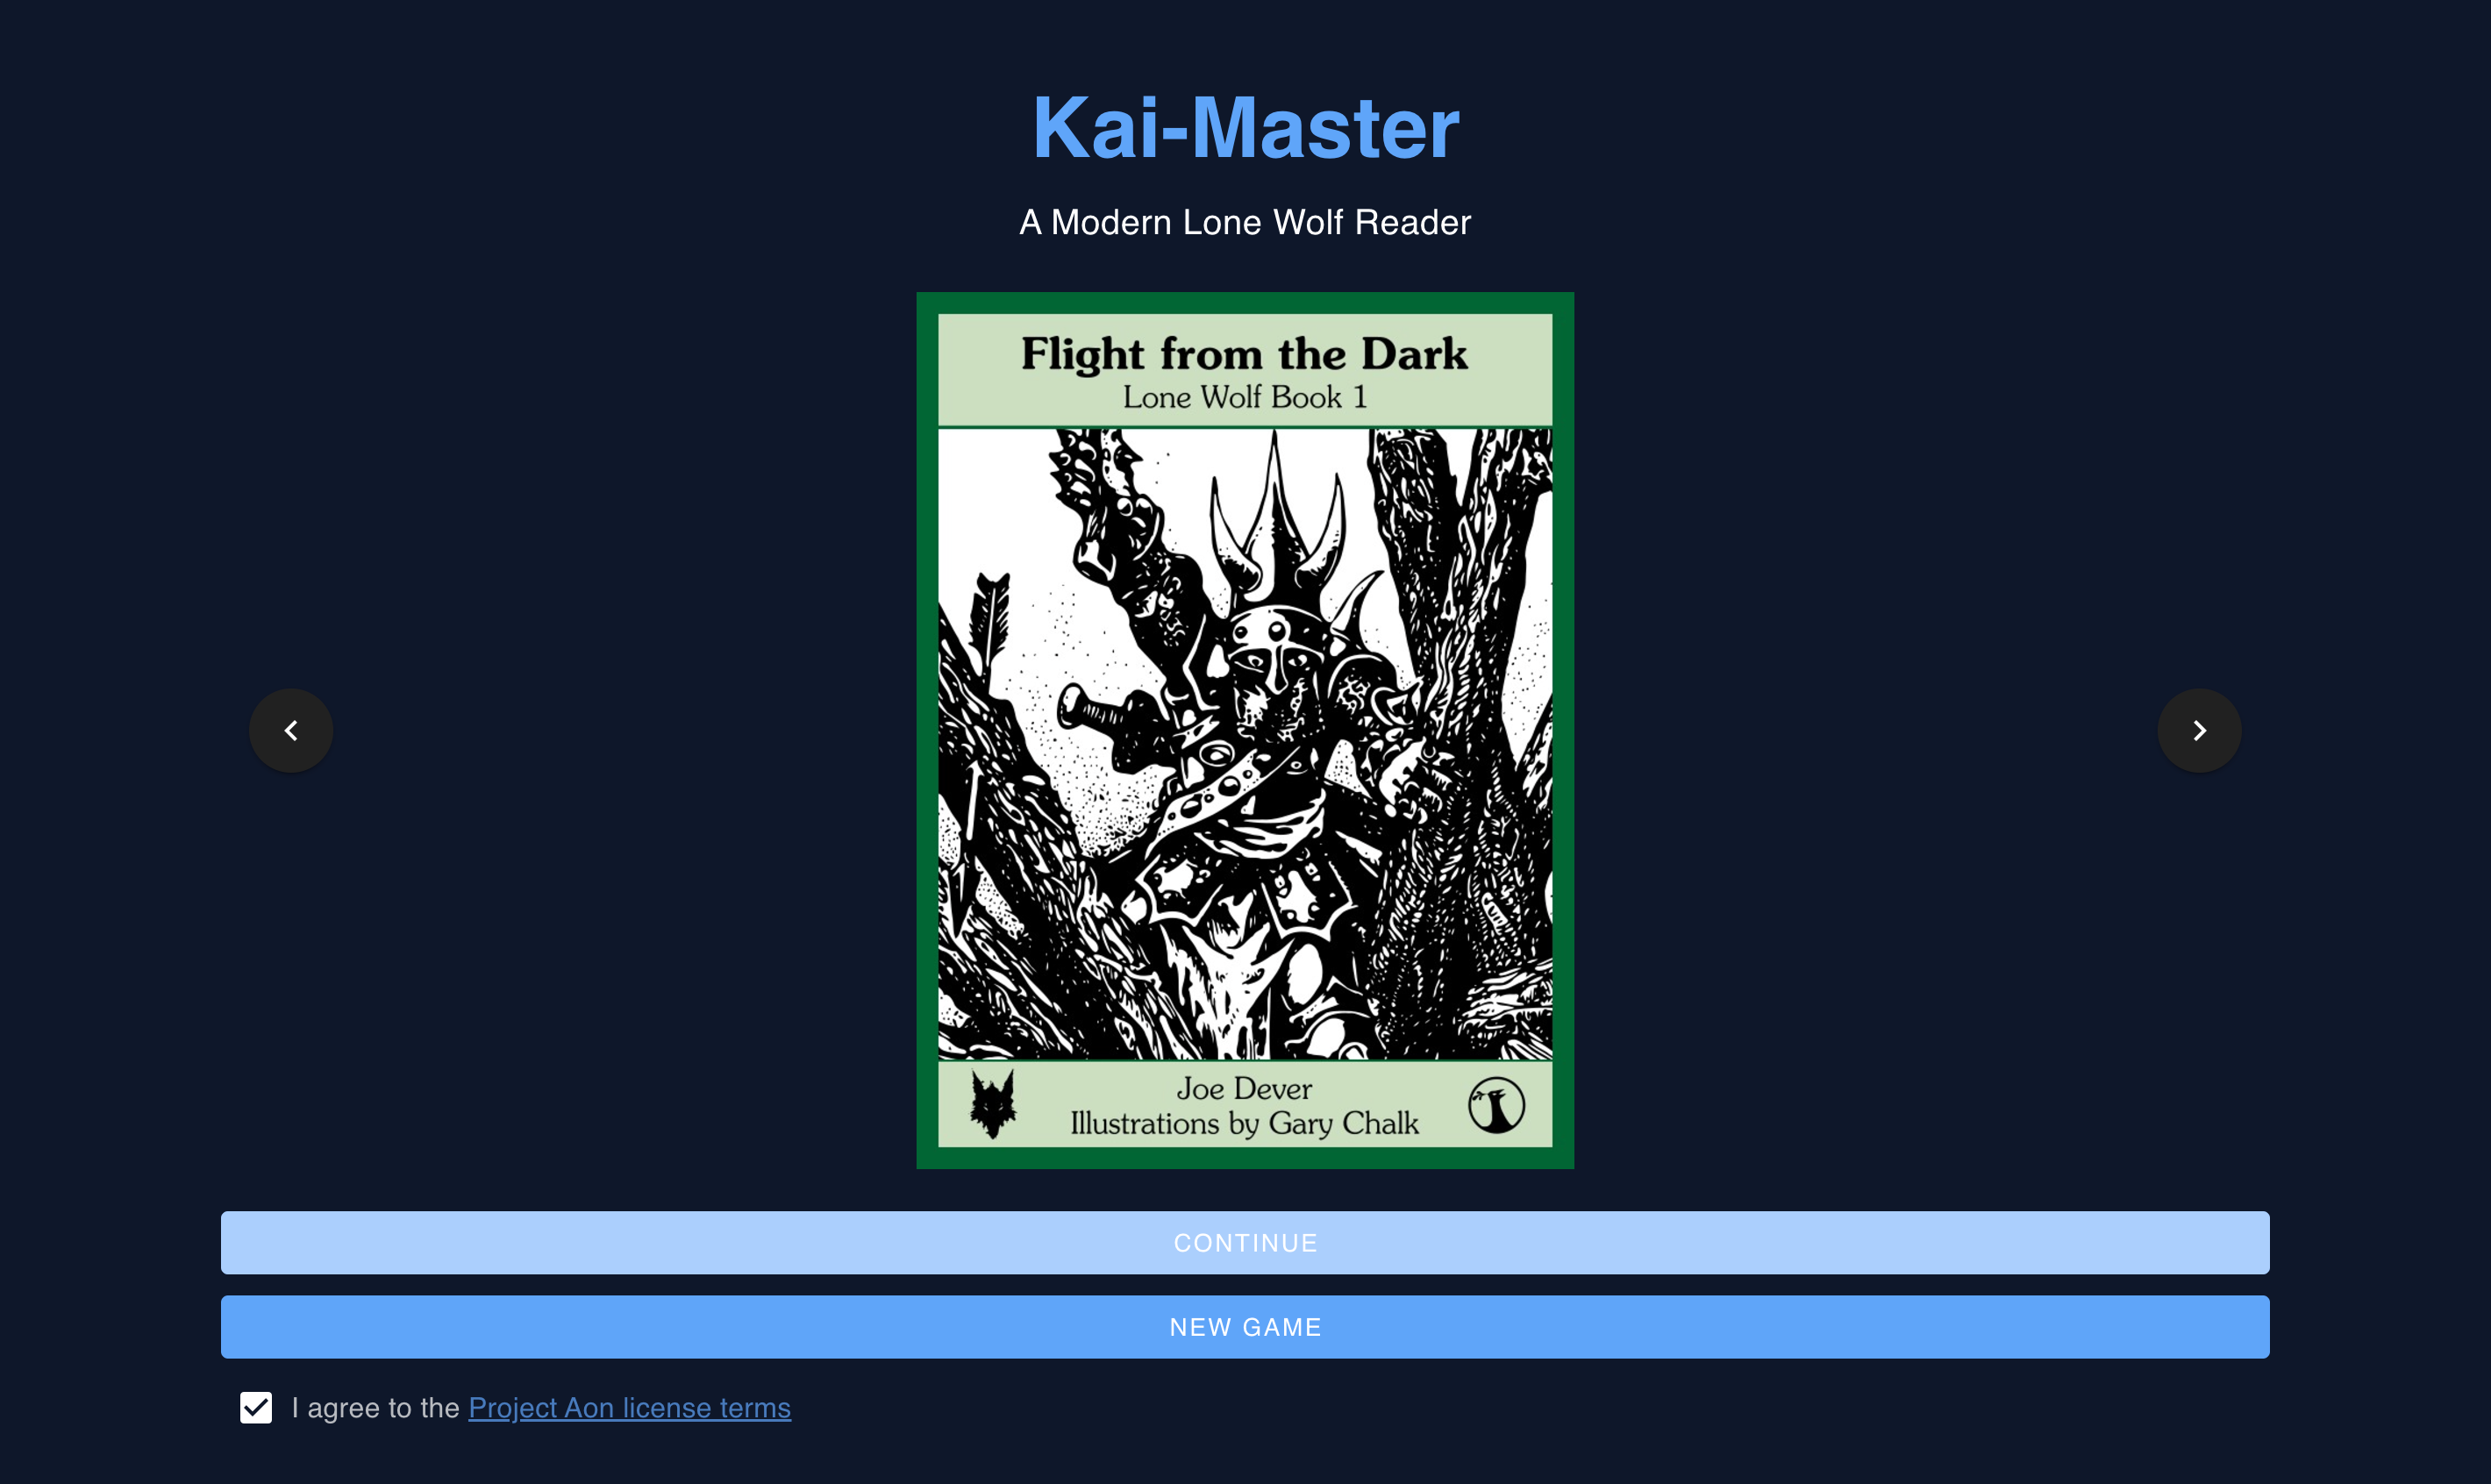 Kai-Master
A Modern Lone Wolf Reader
Flight from the Dark
Lone Wolf Book 1
Joe Dever
Illustrations by Gary Chalk
CONTINUE
NEW GAME
I agree to the Project Aon license terms